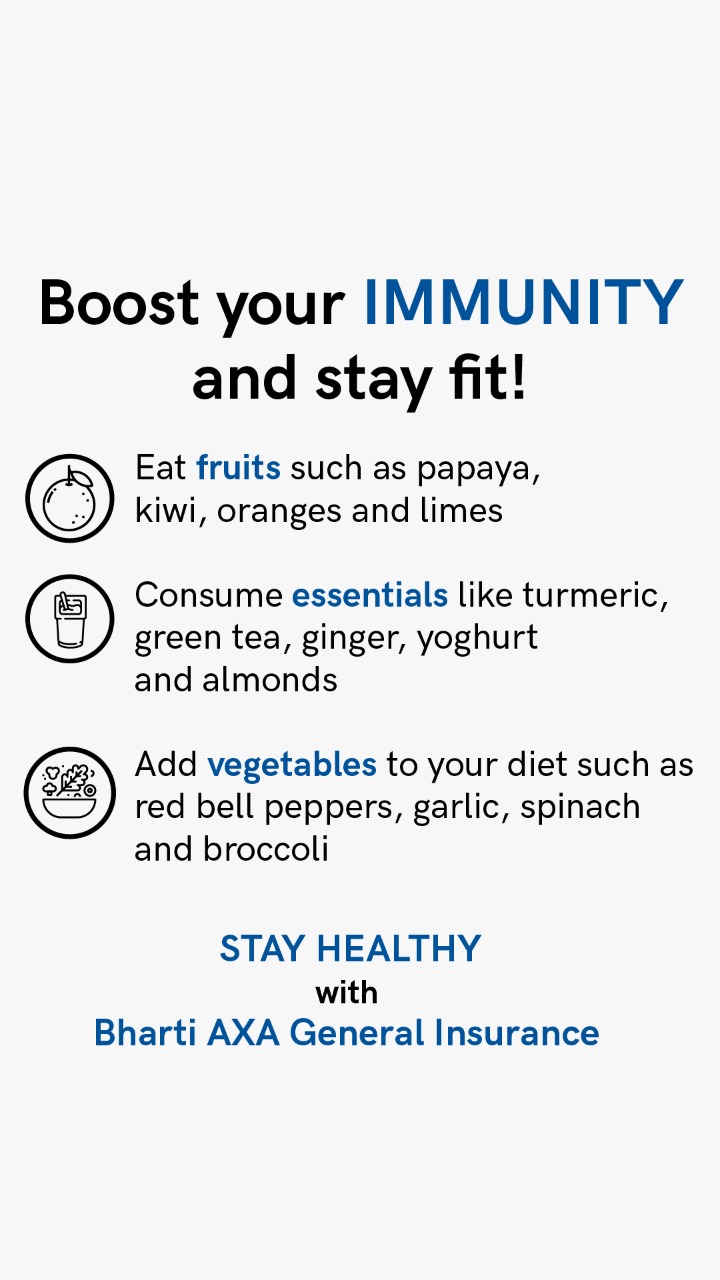 Boost your IMMUNITY
and stay fit!
Eat fruits such as papaya,
kiwi, oranges and limes
Consume essentials like turmeric,
green tea, ginger, yoghurt
and almonds
Add vegetables to your diet such as
red bell peppers, garlic, spinach
and broccoli
STAY HEALTHY
with
Bharti AXA General Insurance